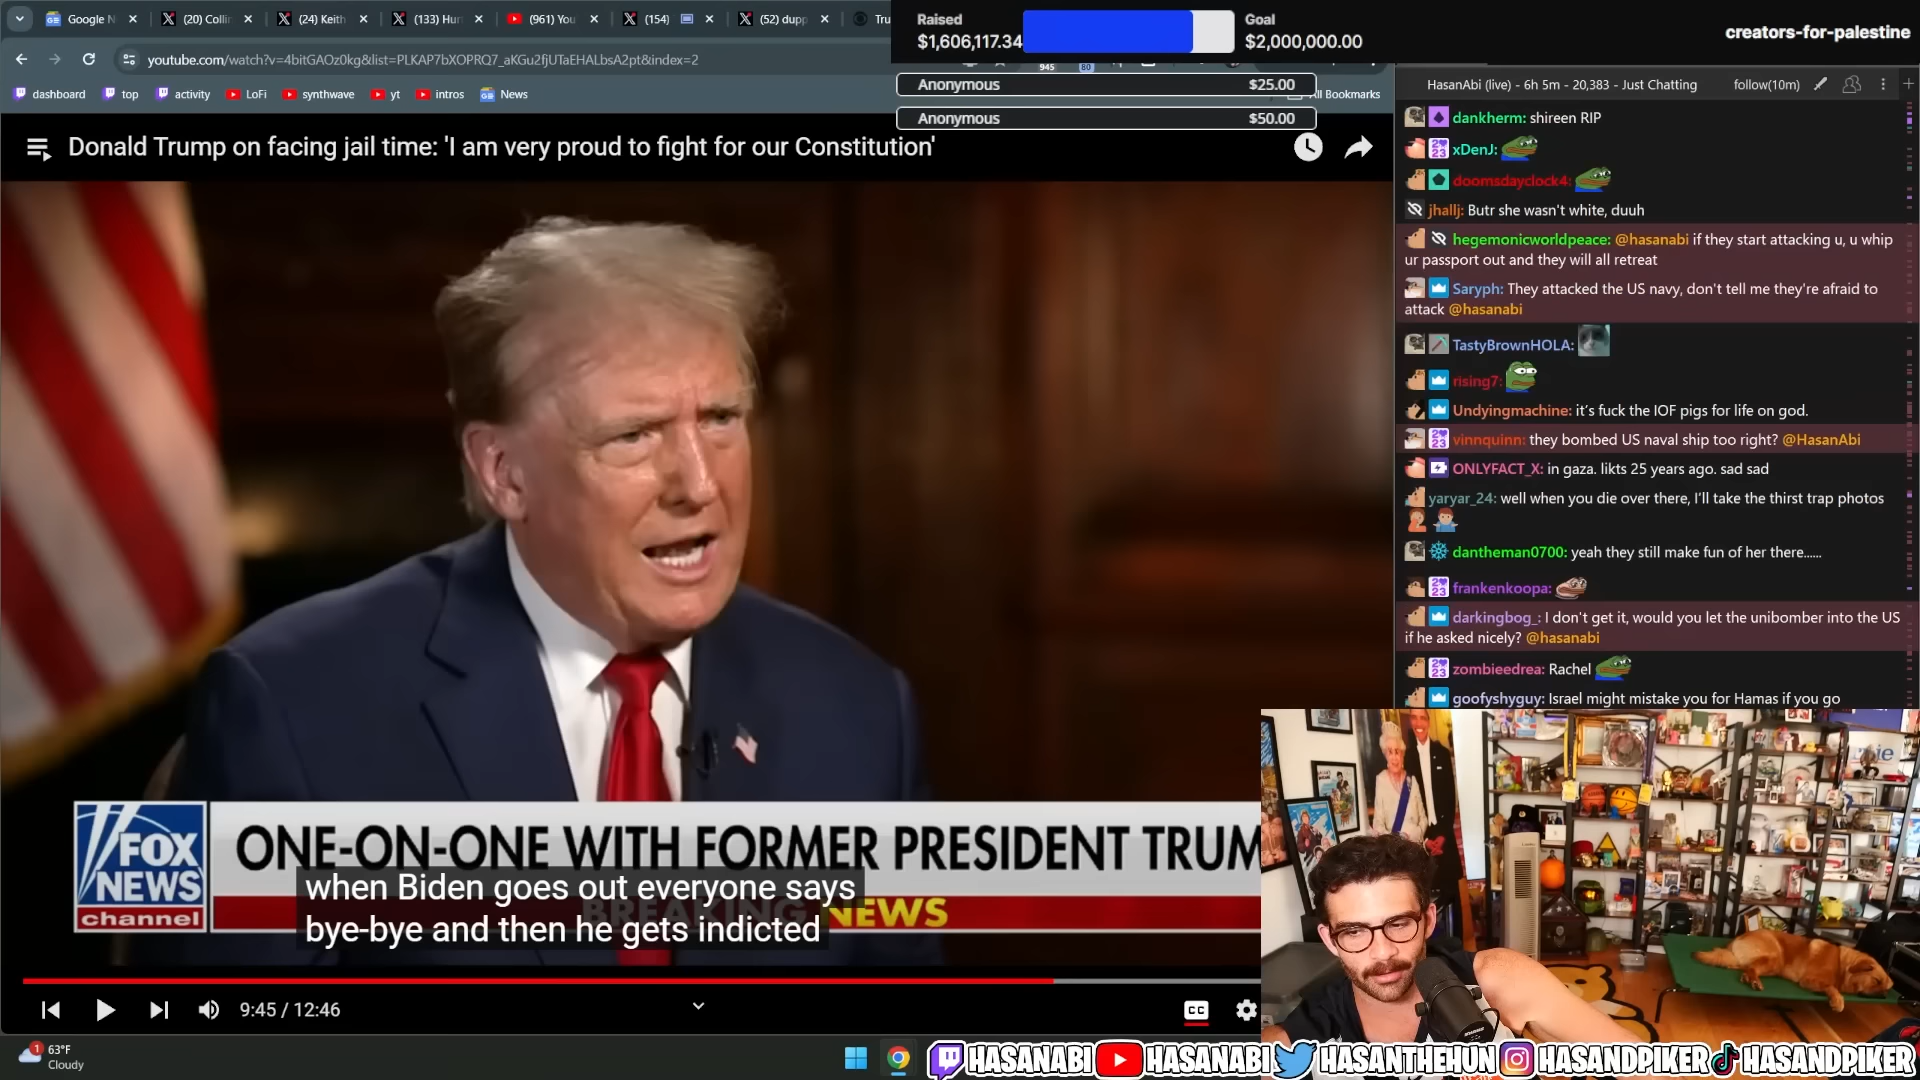 Google N
(20) Collin
(24) Keith
(133) Hun
(961) You
(154)
(52) dupp
Tru
youtube.com/watch?v=4bitGAOz0kg&list=PLKAP7bXOPRQ7_aKGu2fjUTaEHALbsA2pt&index=2
945
80
dashboard
top
activity
LoFi
synthwave
yt
intros
News
All Bookmarks
Raised
$1,606,117.34
Goal
$2,000,000.00
creators-for-palestine
Anonymous $25.00
Anonymous $50.00
Donald Trump on facing jail time: 'I am very proud to fight for our Constitution'
HasanAbi (live) - 6h 5m - 20,383 - Just Chatting
follow(10m)
dankherm: shireen RIP
xDenJ:
doomsdayclock4:
jhallj: Butr she wasn't white, duuh
hegemonicworldpeace: @hasanabi if they start attacking u, u whip
ur passport out and they will all retreat
Saryph: They attacked the US navy, don't tell me they're afraid to
attack @hasanabi
TastyBrownHOLA:
rising7:
Undyingmachine: it's fuck the IOF pigs for life on god.
vinnquinn: they bombed US naval ship too right? @HasanAbi
ONLYFACT_X: in gaza. likts 25 years ago. sad sad
yaryar_24: well when you die over there, I'll take the thirst trap photos
dantheman0700: yeah they still make fun of her there......
frankenkoopa:
darkingbog_: I don't get it, would you let the unibomber into the US
if he asked nicely? @hasanabi
zombieedrea: Rachel
goofyshyguy: Israel might mistake you for Hamas if you go
FOX
NEWS
channel
ONE-ON-ONE WITH FORMER PRESIDENT TRUM
BREAKING NEWS
when Biden goes out everyone says
bye-bye and then he gets indicted
9:45 / 12:46
CC
1
63°F
Cloudy
HASANABI
HASANABI
HASANTHEHUN
HASANDPIKER
HASANDPIKER